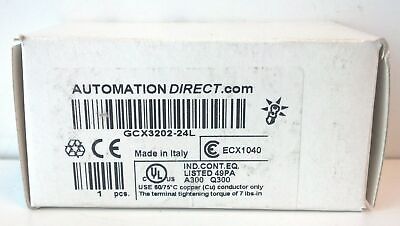 AUTOMATIONDIRECT.com
GCX3202-24L
Made in Italy
ECX1040
1 pcs.
UL
IND.CONT.EQ.
LISTED 49PA
A300 Q300
USE 60/75°C copper (Cu) conductor only
The terminal tightening torque of 7 lbs-in